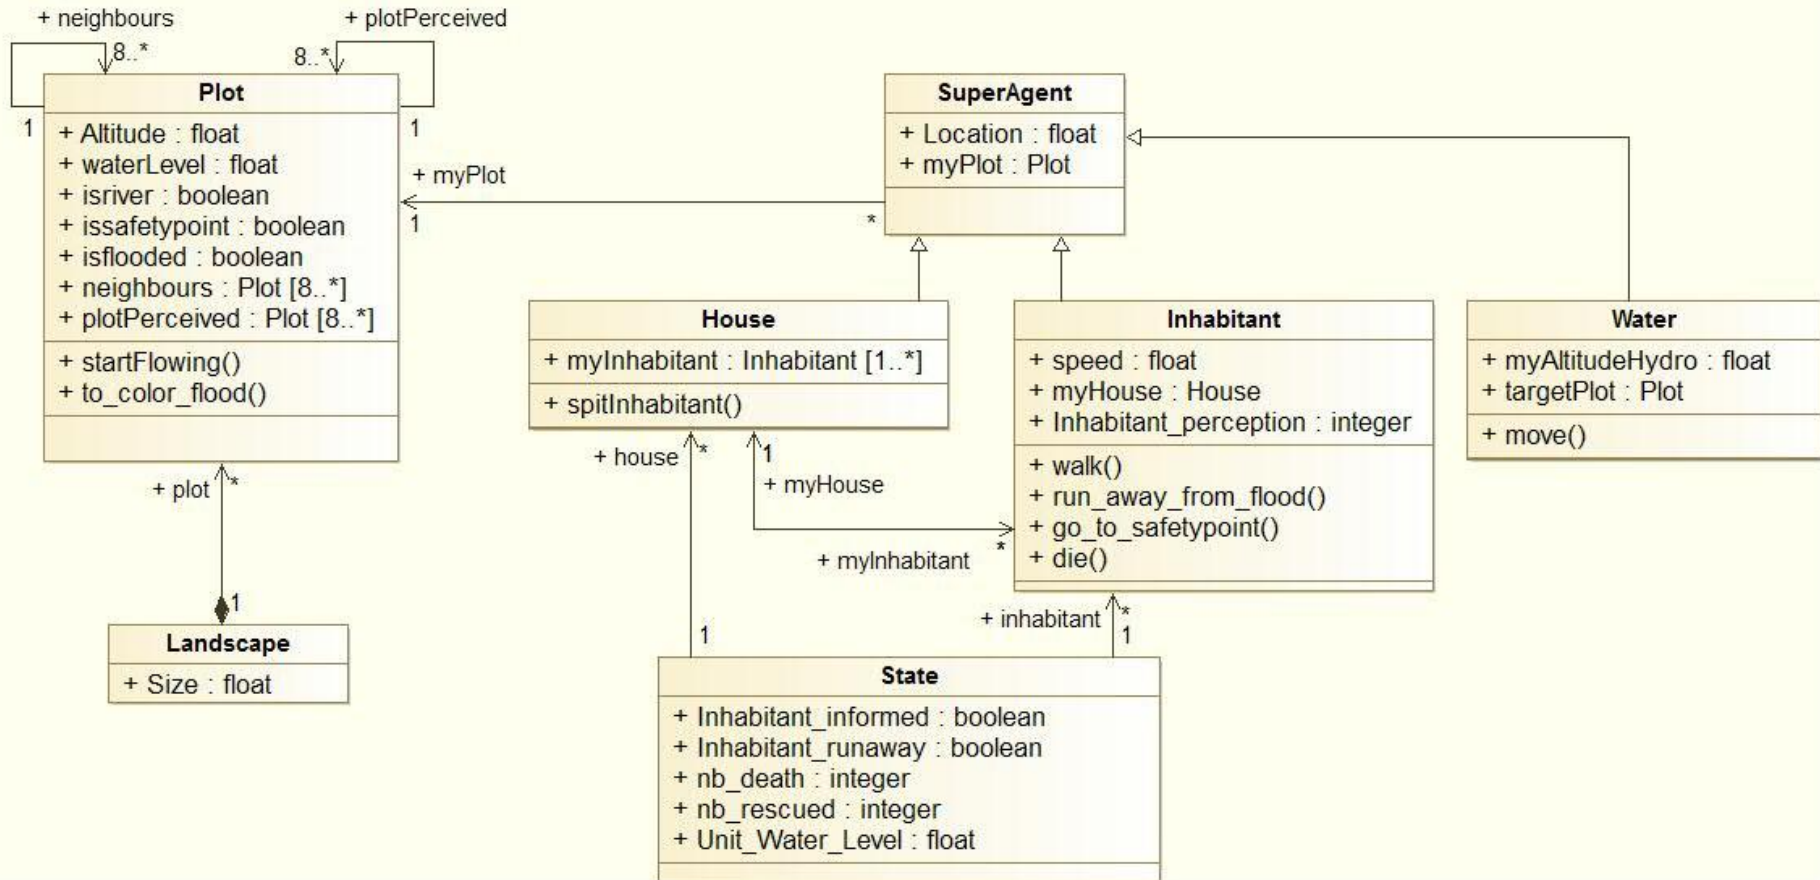 + neighbours
8..*
1
+ plotPerceived
8..*
1
Plot
+ Altitude : float
+ waterLevel : float
+ isriver : boolean
+ issafetypoint : boolean
+ isflooded : boolean
+ neighbours : Plot [8..*]
+ plotPerceived : Plot [8..*]
+ startFlowing()
+ to_color_flood()
+ myPlot
1
*
SuperAgent
+ Location : float
+ myPlot : Plot
House
+ myInhabitant : Inhabitant [1..*]
+ spitInhabitant()
Inhabitant
+ speed : float
+ myHouse : House
+ Inhabitant_perception : integer
+ walk()
+ run_away_from_flood()
+ go_to_safetypoint()
+ die()
Water
+ myAltitudeHydro : float
+ targetPlot : Plot
+ move()
+ plot
*
1
Landscape
+ Size : float
+ house
*
1
1
+ myHouse
+ myInhabitant
*
+ inhabitant
*
1
State
+ Inhabitant_informed : boolean
+ Inhabitant_runaway : boolean
+ nb_death : integer
+ nb_rescued : integer
+ Unit_Water_Level : float